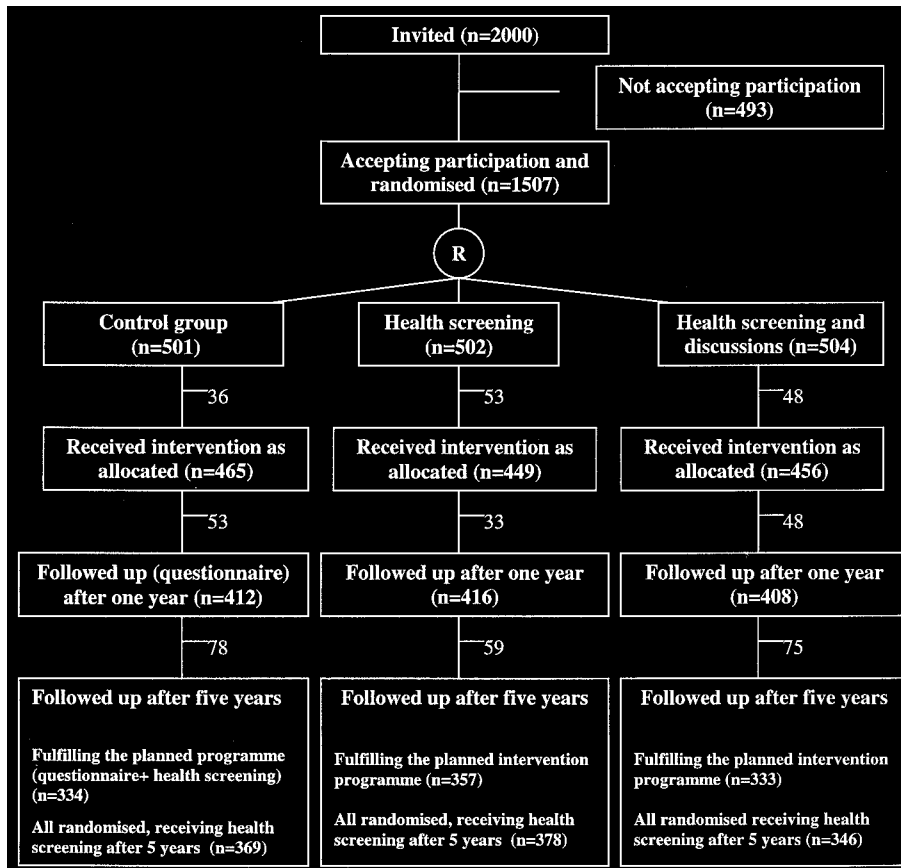 Invited (n=2000)
Not accepting participation
(n=493)
Accepting participation and
randomised (n=1507)
R
Control group
(n=501)
Health screening
(n=502)
Health screening and
discussions (n=504)
36
53
48
Received intervention as
allocated (n=465)
Received intervention as
allocated (n=449)
Received intervention as
allocated (n=456)
53
33
48
Followed up (questionnaire)
after one year (n=412)
Followed up after one year
(n=416)
Followed up after one year
(n=408)
78
59
75
Followed up after five years
Fulfilling the planned programme
(questionnaire+ health screening)
(n=334)
All randomised, receiving health
screening after 5 years (n=369)
Followed up after five years
Fulfilling the planned intervention
programme (n=357)
All randomised, receiving health
screening after 5 years (n=378)
Followed up after five years
Fulfilling the planned intervention
programme (n=333)
All randomised receiving health
screening after 5 years (n=346)